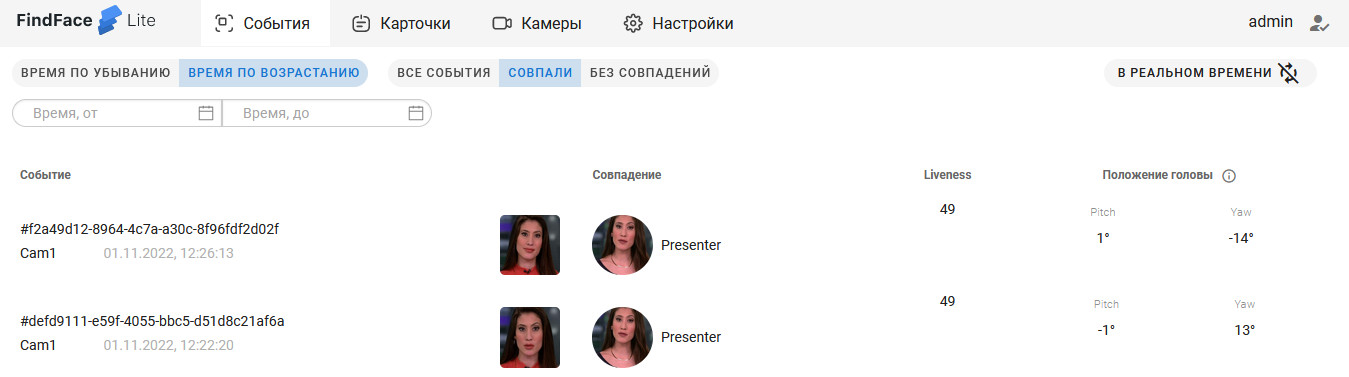 FindFace Lite События Карточки Камеры Настройки admin
ВРЕМЯ ПО УБЫВАНИЮ ВРЕМЯ ПО ВОЗРАСТАНИЮ ВСЕ СОБЫТИЯ СОВПАЛИ БЕЗ СОВПАДЕНИЙ В РЕАЛЬНОМ ВРЕМЕНИ
Время, от Время, до
Событие Совпадение Liveness Положение головы
#f2a49d12-8964-4c7a-a30c-8f96fdf2d02f 49 Pitch Yaw
Cam1 01.11.2022, 12:26:13 Presenter 1° -14°
#defd9111-e59f-4055-bbc5-d51d8c21af6a 49 Pitch Yaw
Cam1 01.11.2022, 12:22:20 Presenter -1° 13°